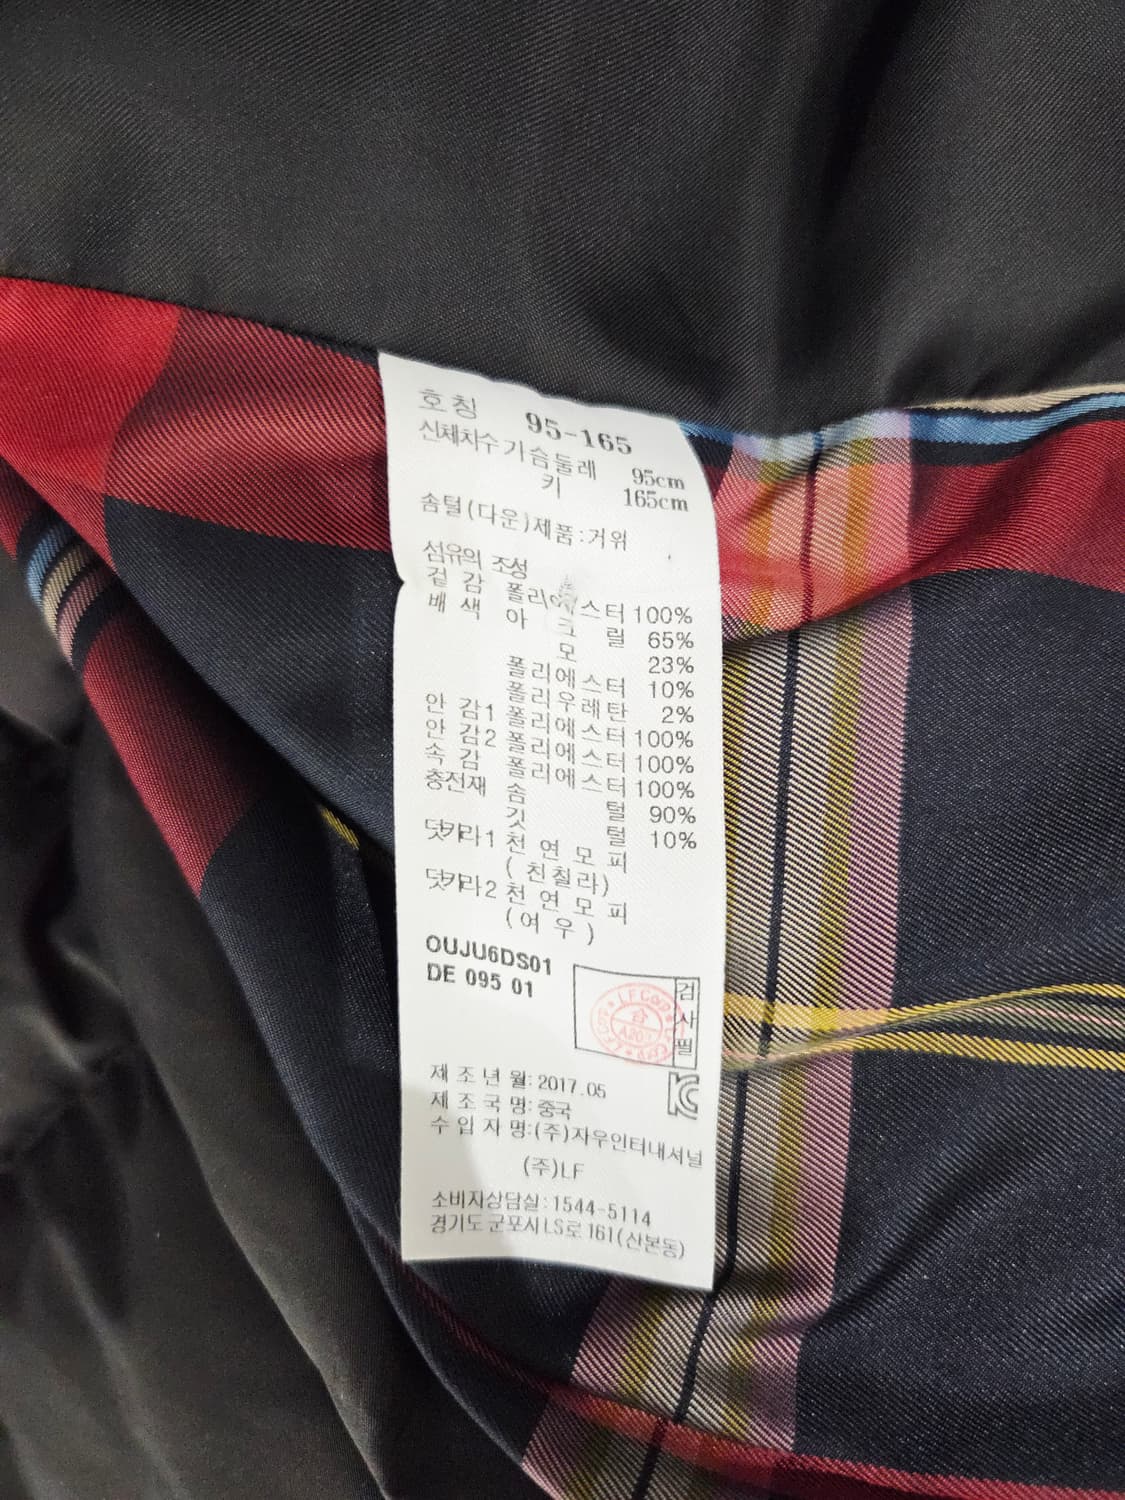 호칭 95-165
신체치수 가슴둘레 95cm
키 165cm
솜털(다운)제품:거위
섬유의 조성
겉 감 폴리에스터 100%
배 색 아 크 릴 65%
모 23%
폴리에스터 10%
폴리우레탄 2%
안 감1 폴리에스터 100%
안 감2 폴리에스터 100%
속 감 폴리에스터 100%
충전재 솜 털 90%
깃 털 10%
덧카라1 천 연 모 피
(친칠라)
덧카라2 천 연 모 피
(여 우)
OUJU6DS01
DE 095 01
검사필
LF Corp
합
제 조 년 월: 2017.05
제 조 국 명: 중국
수 입 자 명:(주)자우인터내셔널
(주)LF
소비자상담실:1544-5114
경기도 군포시 LS로 161(산본동)